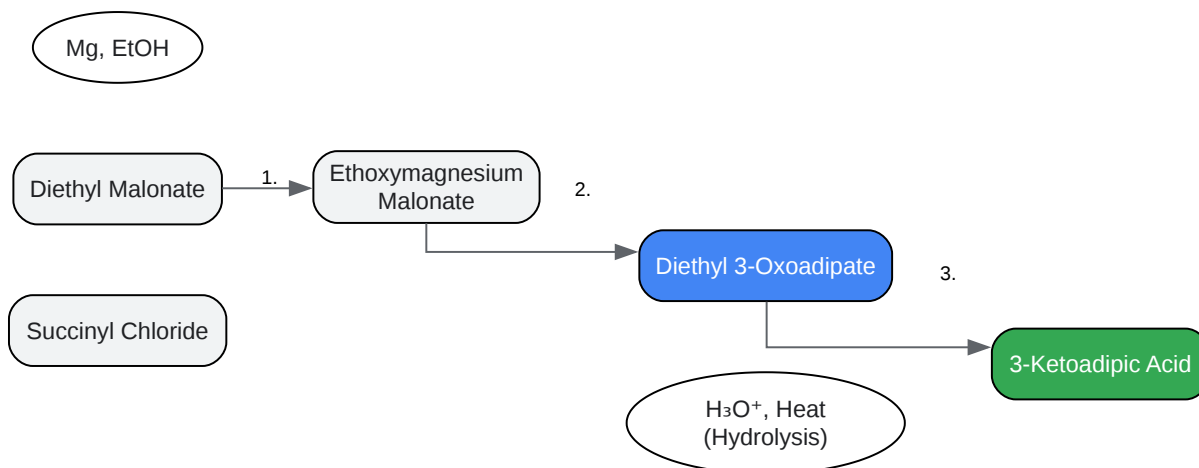 Mg, EtOH
Diethyl Malonate
1.
Ethoxymagnesium
Malonate
2.
Diethyl 3-Oxoadipate
3.
Succinyl Chloride
3-Ketoadipic Acid
H₃O⁺, Heat
(Hydrolysis)